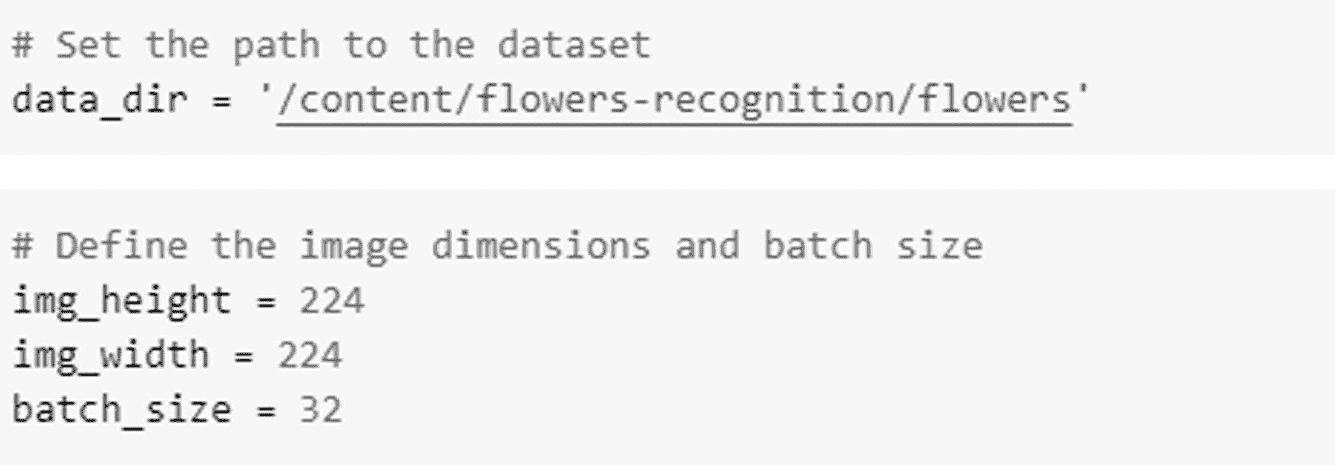 # Set the path to the dataset
data_dir = '/content/flowers-recognition/flowers'
# Define the image dimensions and batch size
img_height = 224
img_width = 224
batch_size = 32